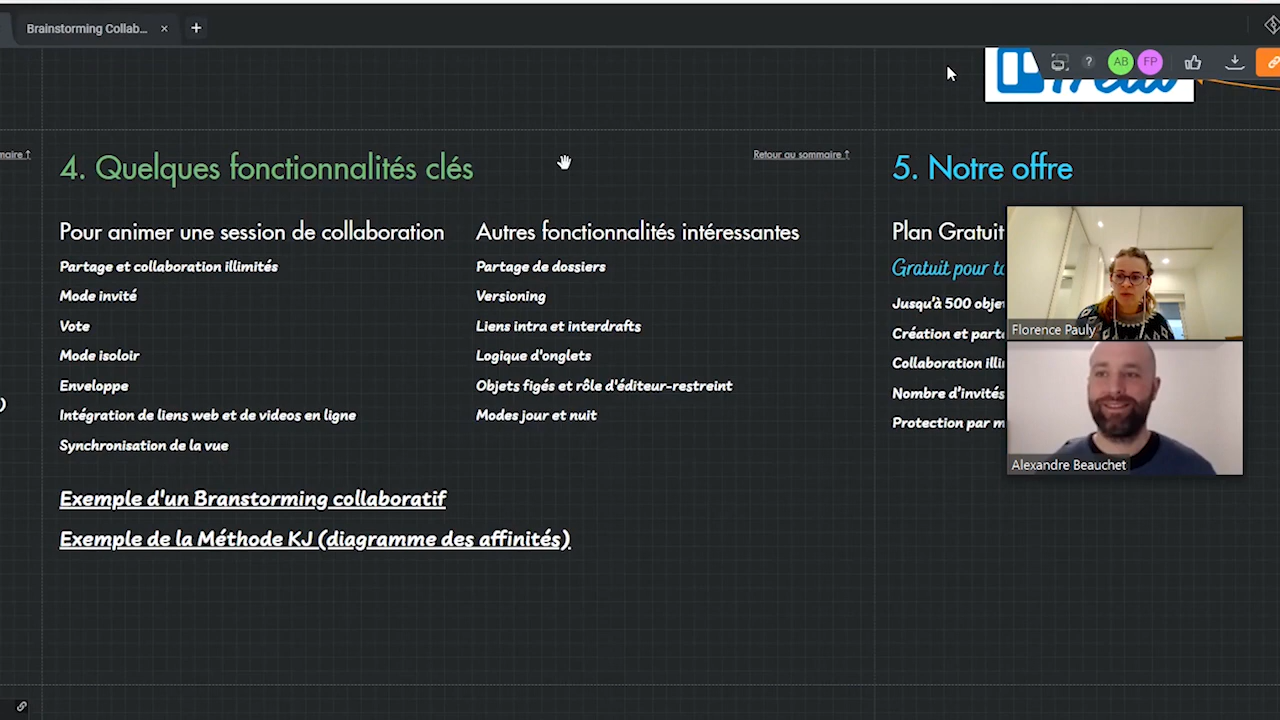 Brainstorming Collab...
?
AB
FP
Trello
maire ↑
4. Quelques fonctionnalités clés
Retour au sommaire ↑
5. Notre offre
Pour animer une session de collaboration
Partage et collaboration illimités
Mode invité
Vote
Mode isoloir
Enveloppe
Intégration de liens web et de videos en ligne
Synchronisation de la vue
Autres fonctionnalités intéressantes
Partage de dossiers
Versioning
Liens intra et interdrafts
Logique d'onglets
Objets figés et rôle d'éditeur-restreint
Modes jour et nuit
Exemple d'un Branstorming collaboratif
Exemple de la Méthode KJ (diagramme des affinités)
Plan Gratuit
Gratuit pour to
Jusqu'à 500 obje
Création et part
Collaboration illi
Nombre d'invités
Protection par m
Florence Pauly
Alexandre Beauchet